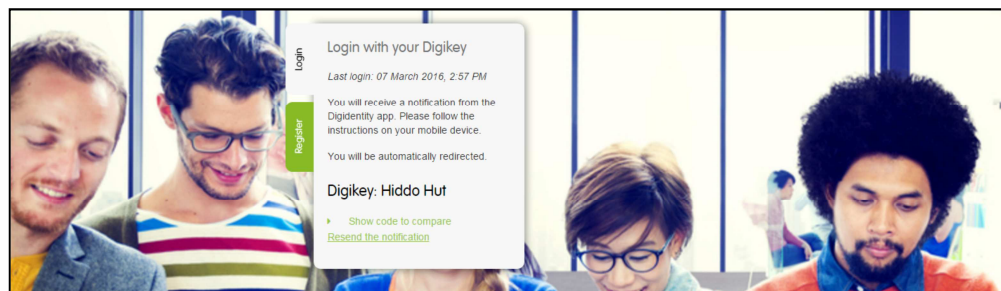 Login
Register
Login with your Digikey
Last login: 07 March 2016, 2:57 PM
You will receive a notification from the
Digidentity app. Please follow the
instructions on your mobile device.
You will be automatically redirected.
Digikey: Hiddo Hut
Show code to compare
Resend the notification